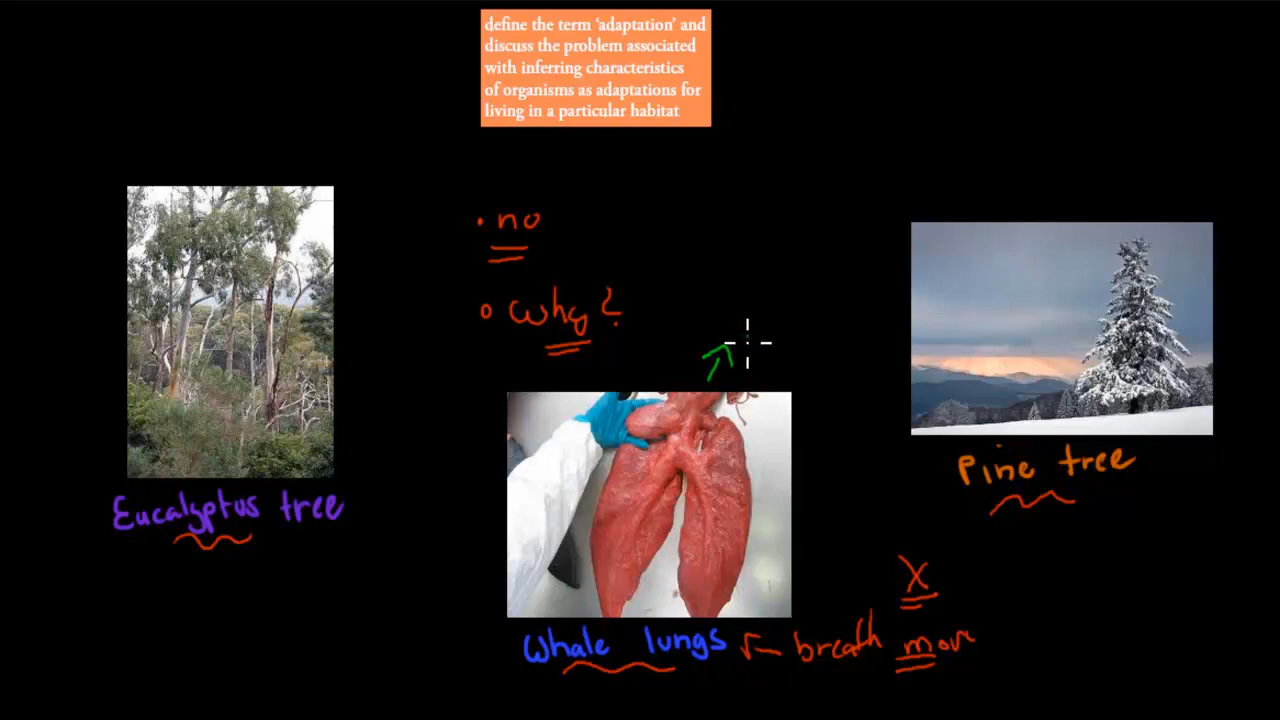 define the term ‘adaptation’ and
discuss the problem associated
with inferring characteristics
of organisms as adaptations for
living in a particular habitat
• no
• Why?
Eucalyptus tree
Pine tree
X
Whale lungs
breath